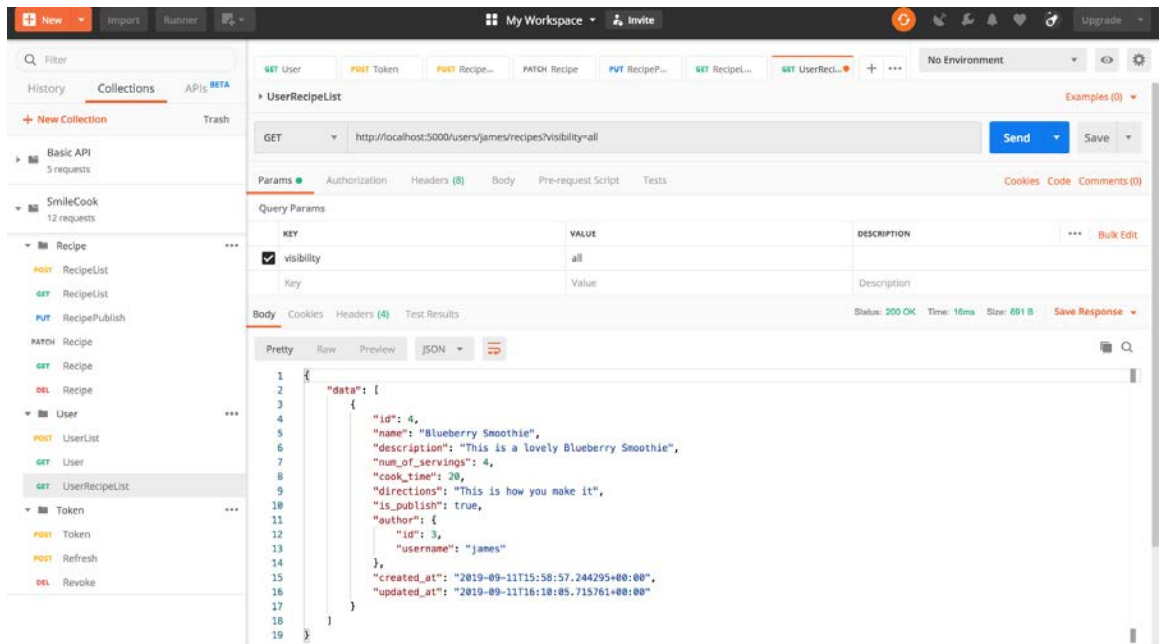 New Import Runner My Workspace Invite Upgrade
Filter
History Collections APIs BETA
+ New Collection Trash
Basic API
5 requests
SmileCook
12 requests
Recipe
POST RecipeList
GET RecipeList
PUT RecipePublish
PATCH Recipe
GET Recipe
DEL Recipe
User
POST UserList
GET User
GET UserRecipeList
Token
POST Token
POST Refresh
DEL Revoke
GET User POST Token POST Recipe... PATCH Recipe PUT RecipeP... GET RecipeL... GET UserReci... + ... No Environment
UserRecipeList Examples (0)
GET http://localhost:5000/users/james/recipes?visibility=all Send Save
Params Authorization Headers (8) Body Pre-request Script Tests Cookies Code Comments (0)
Query Params
KEY VALUE DESCRIPTION ... Bulk Edit
visibility all
Key Value Description
Body Cookies Headers (4) Test Results Status: 200 OK Time: 16ms Size: 691 B Save Response
Pretty Raw Preview JSON
1 {
2 "data": [
3 {
4 "id": 4,
5 "name": "Blueberry Smoothie",
6 "description": "This is a lovely Blueberry Smoothie",
7 "num_of_servings": 4,
8 "cook_time": 20,
9 "directions": "This is how you make it",
10 "is_publish": true,
11 "author": {
12 "id": 3,
13 "username": "james"
14 },
15 "created_at": "2019-09-11T15:58:57.244295+00:00",
16 "updated_at": "2019-09-11T16:10:05.715761+00:00"
17 }
18 ]
19 }